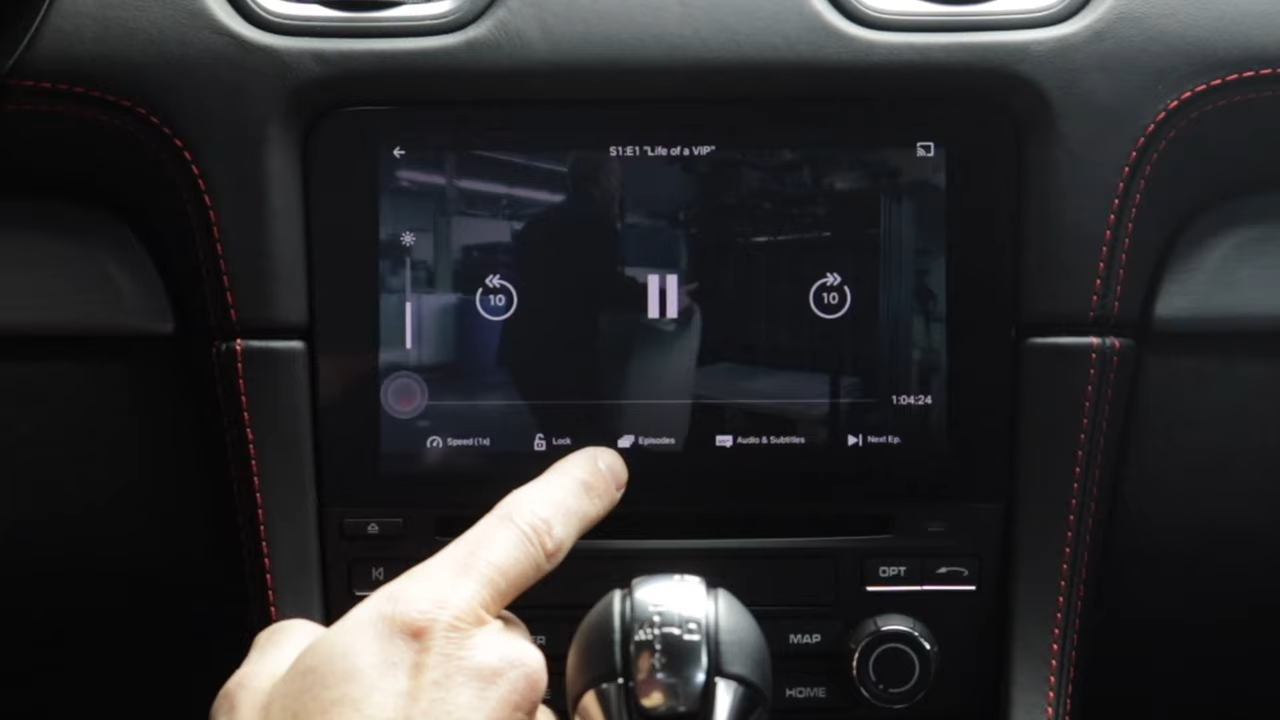 S1:E1 "Life of a VIP"
10
10
1:04:24
Speed (1x)
Lock
Episodes
Audio & Subtitles
Next Ep.
OPT
MAP
HOME